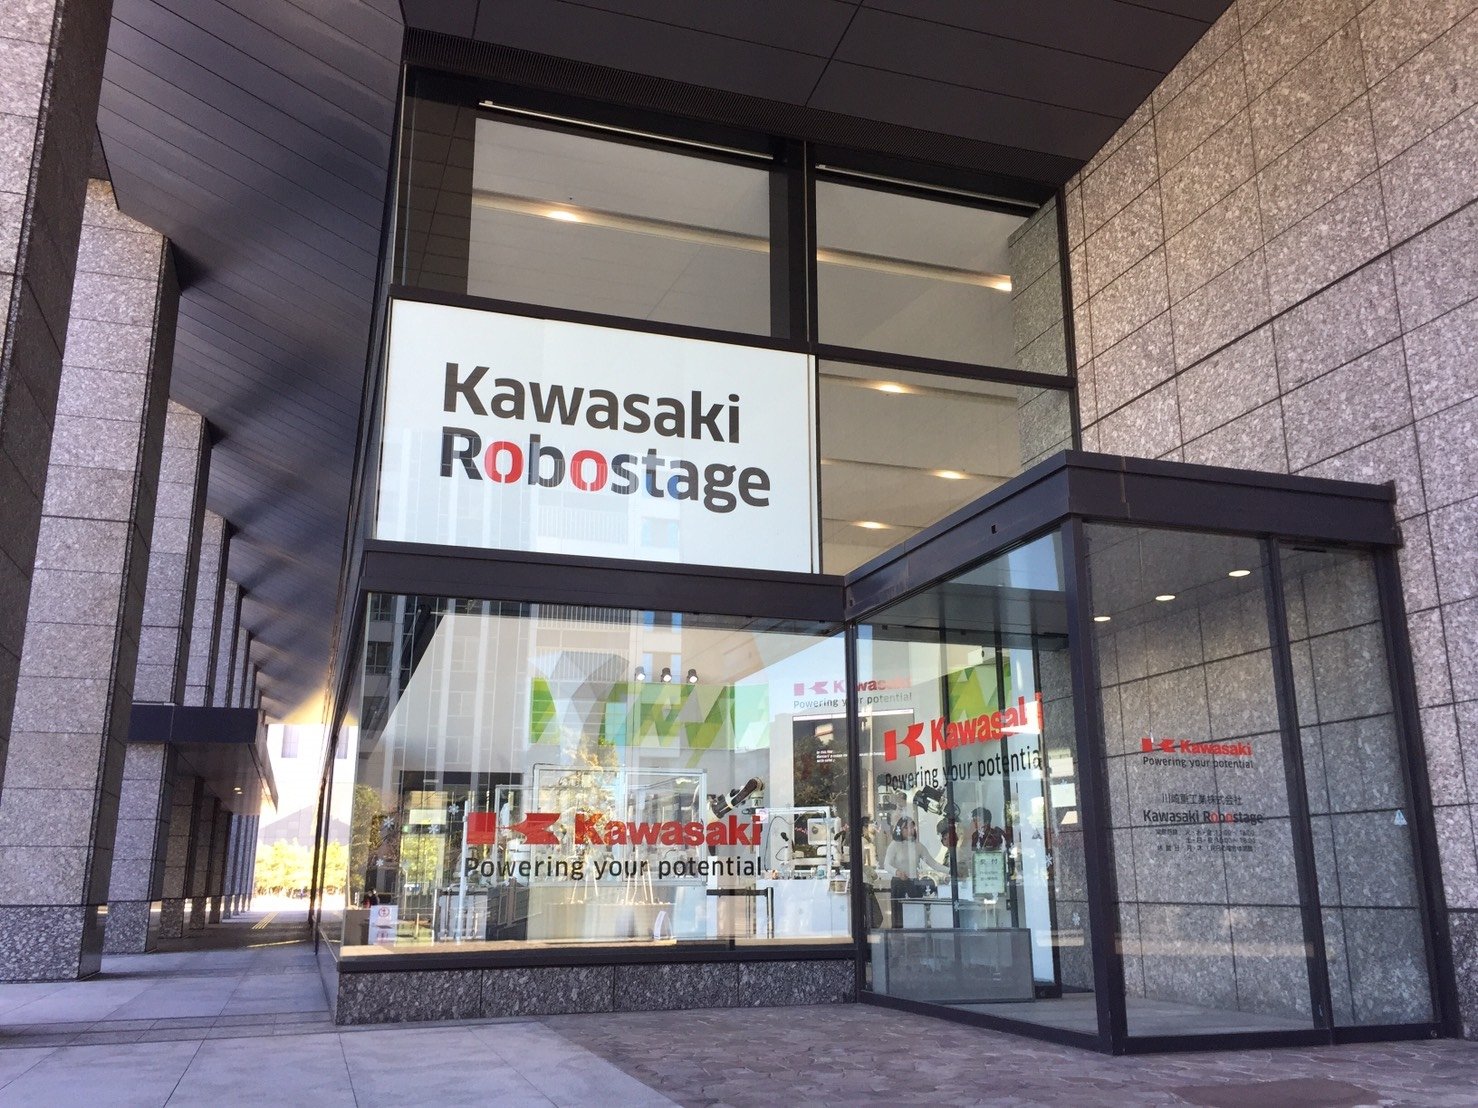 Kawasaki
Robostage
Kawasaki
Powering your potential
Kawasaki
Powering your potential
Kawasaki
Powering your potential
Kawasaki
Powering your potential
川崎重工業株式会社
Kawasaki Robostage